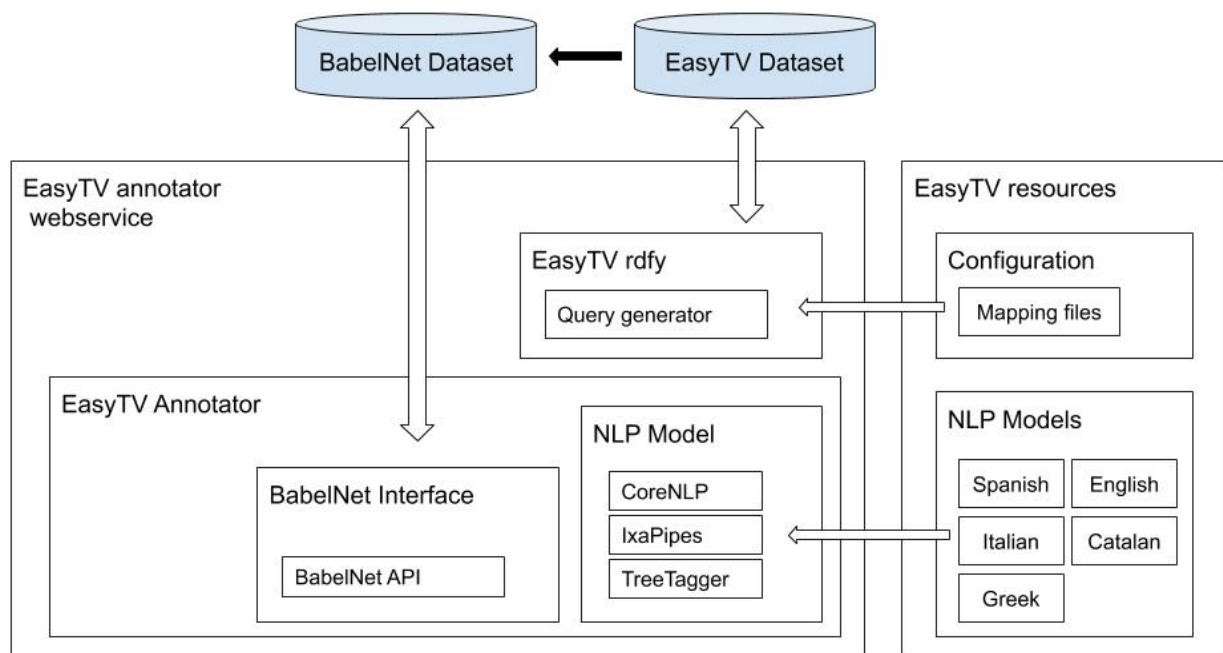 BabelNet Dataset
EasyTV Dataset
EasyTV annotator
webservice
EasyTV resources
EasyTV rdfy
Query generator
Configuration
Mapping files
EasyTV Annotator
NLP Model
CoreNLP
IxaPipes
TreeTagger
BabelNet Interface
BabelNet API
NLP Models
Spanish
English
Italian
Catalan
Greek